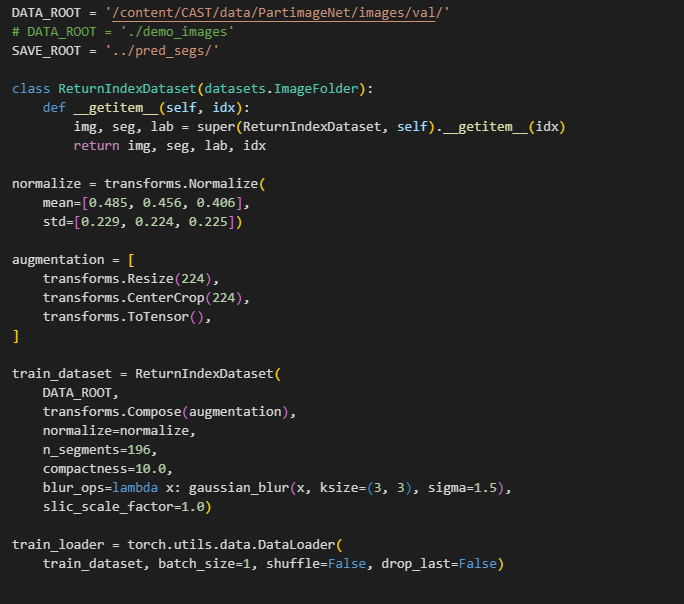 DATA_ROOT = '/content/CAST/data/PartimageNet/images/val/'
# DATA_ROOT = './demo_images'
SAVE_ROOT = '../pred_segs/'

class ReturnIndexDataset(datasets.ImageFolder):
    def __getitem__(self, idx):
        img, seg, lab = super(ReturnIndexDataset, self).__getitem__(idx)
        return img, seg, lab, idx

normalize = transforms.Normalize(
    mean=[0.485, 0.456, 0.406],
    std=[0.229, 0.224, 0.225])

augmentation = [
    transforms.Resize(224),
    transforms.CenterCrop(224),
    transforms.ToTensor(),
]

train_dataset = ReturnIndexDataset(
    DATA_ROOT,
    transforms.Compose(augmentation),
    normalize=normalize,
    n_segments=196,
    compactness=10.0,
    blur_ops=lambda x: gaussian_blur(x, ksize=(3, 3), sigma=1.5),
    slic_scale_factor=1.0)

train_loader = torch.utils.data.DataLoader(
    train_dataset, batch_size=1, shuffle=False, drop_last=False)